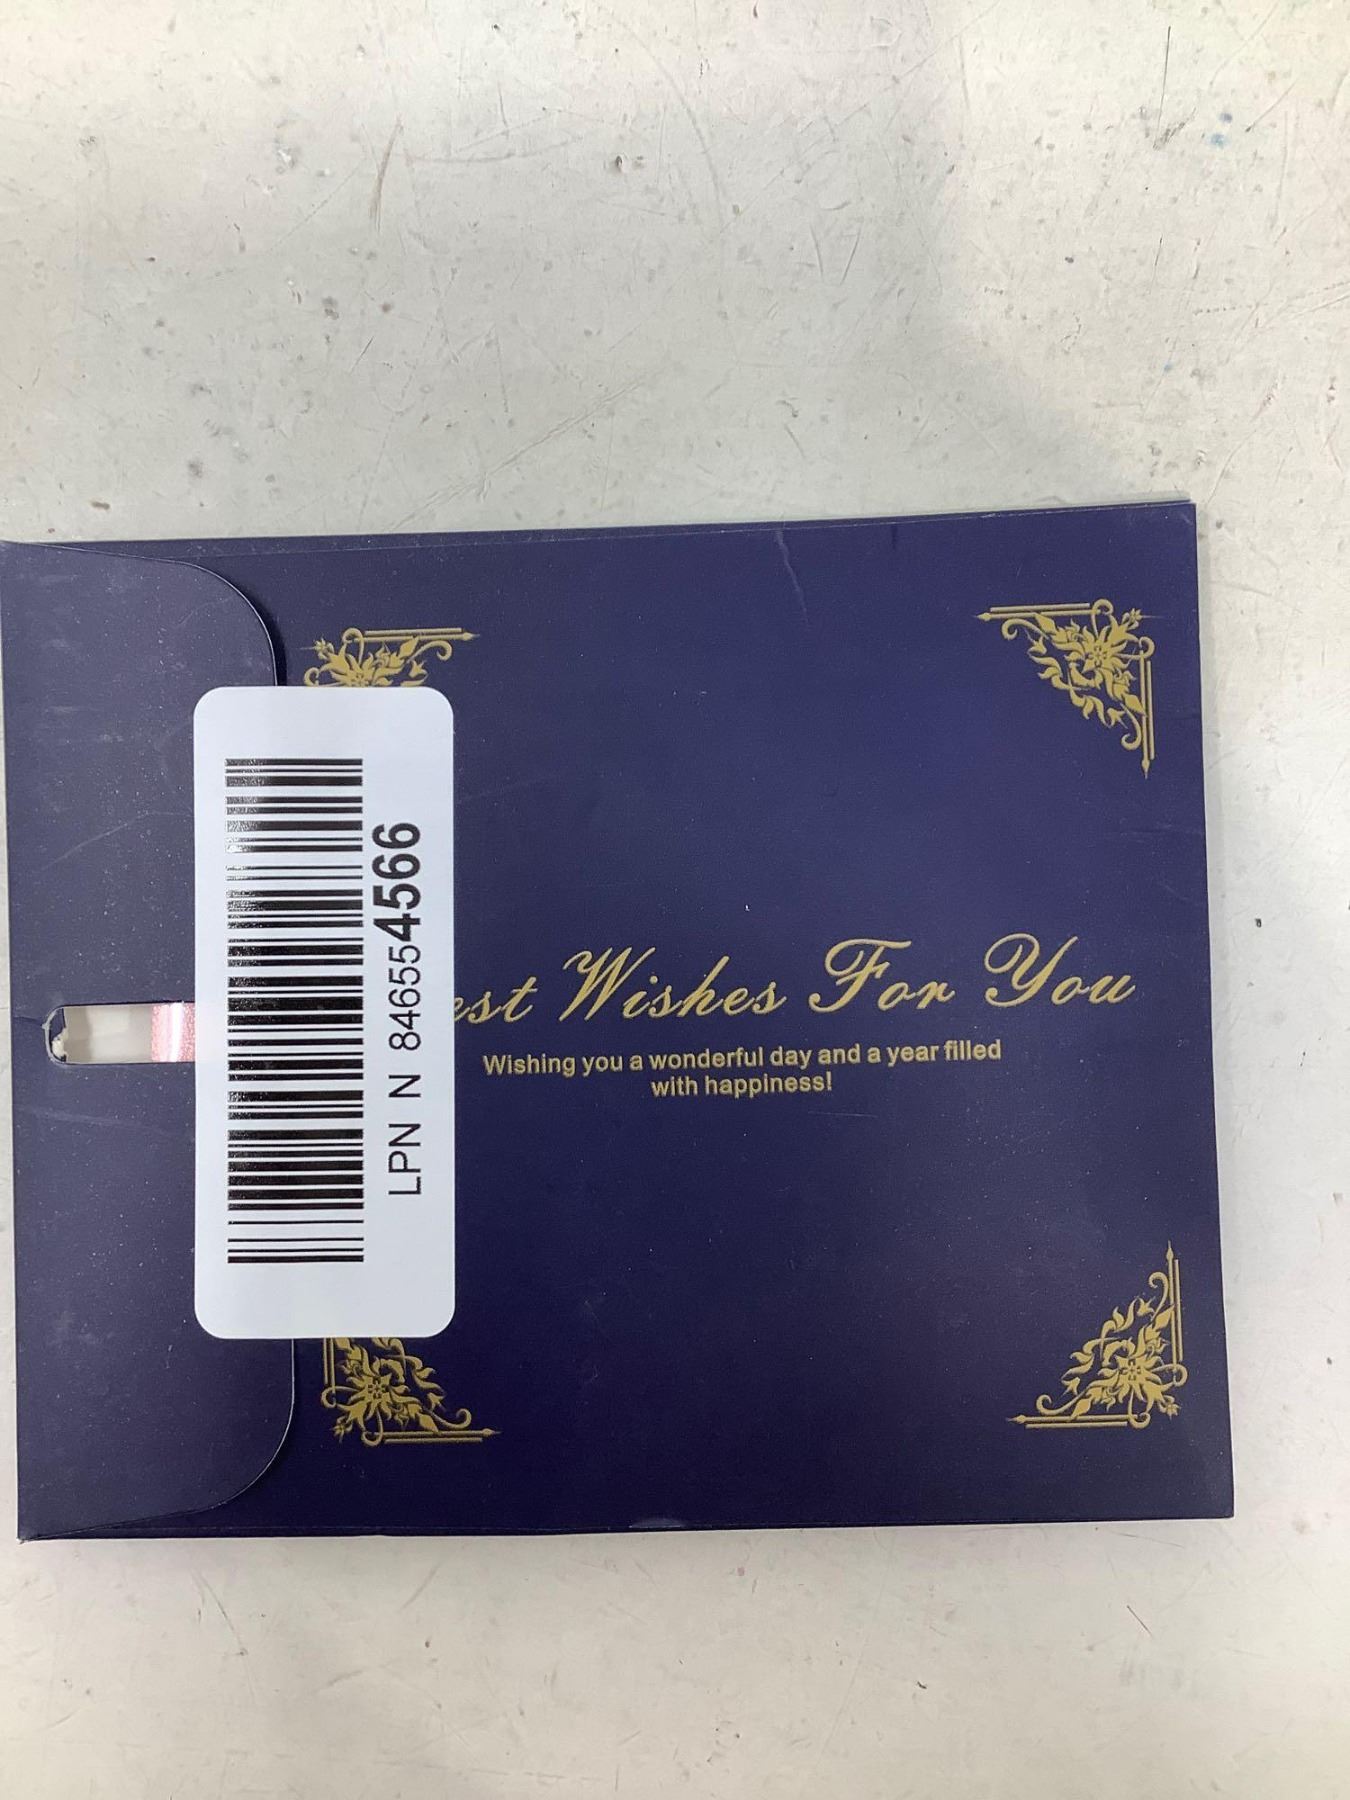 LPN N 846554566
est Wishes For You
Wishing you a wonderful day and a year filled
with happiness!